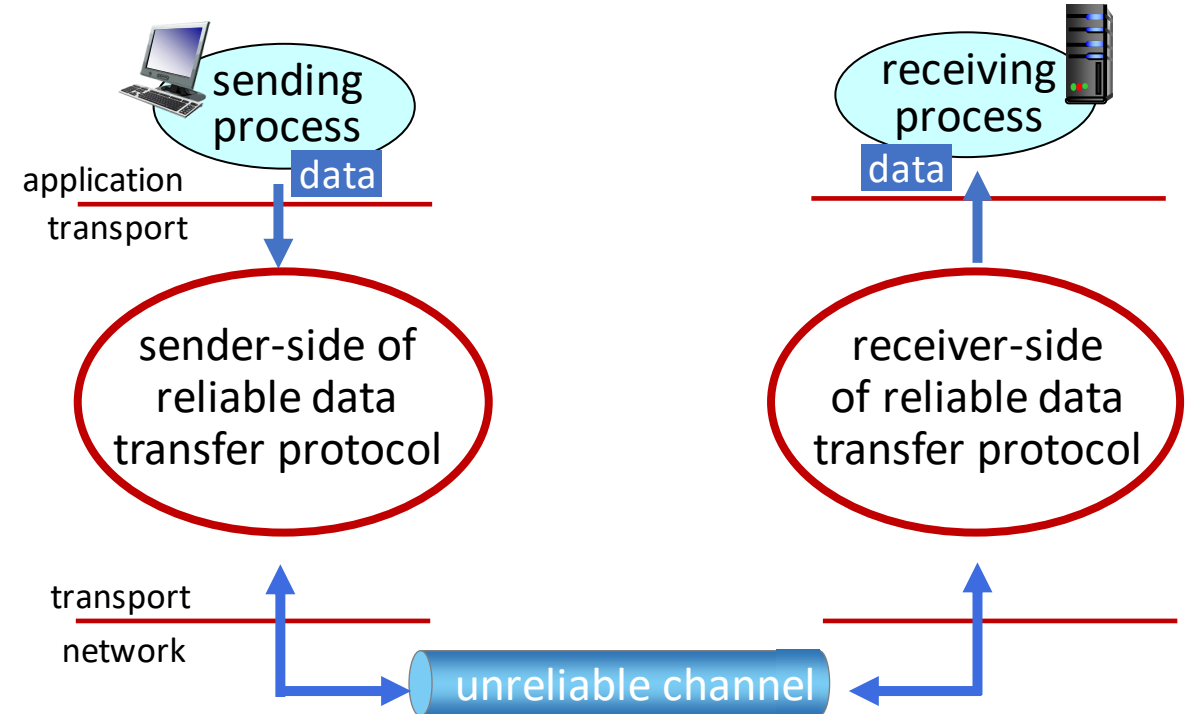 sending
process
data
application
transport
receiving
process
data
sender-side of
reliable data
transfer protocol
receiver-side
of reliable data
transfer protocol
transport
network
unreliable channel